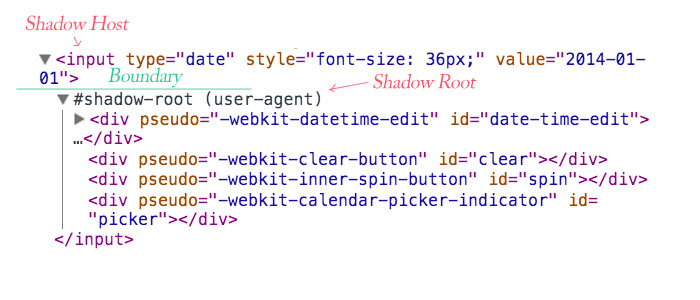 Shadow Host
<input type="date" style="font-size: 36px;" value="2014-01-
01">
Boundary
Shadow Root
#shadow-root (user-agent)
<div pseudo="-webkit-datetime-edit" id="date-time-edit">
…</div>
<div pseudo="-webkit-clear-button" id="clear"></div>
<div pseudo="-webkit-inner-spin-button" id="spin"></div>
<div pseudo="-webkit-calendar-picker-indicator" id=
"picker"></div>
</input>